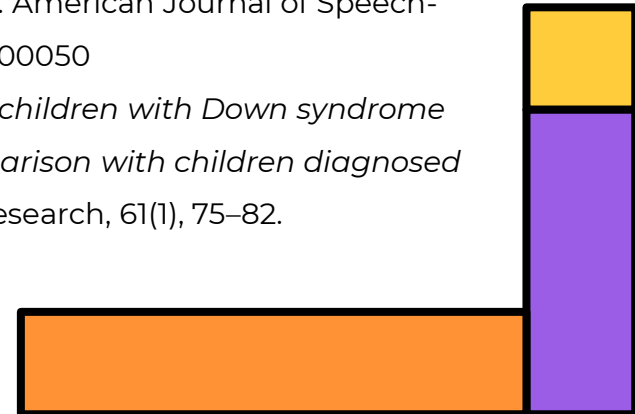 . American Journal of Speech-
00050
children with Down syndrome
arison with children diagnosed
esearch, 61(1), 75–82.